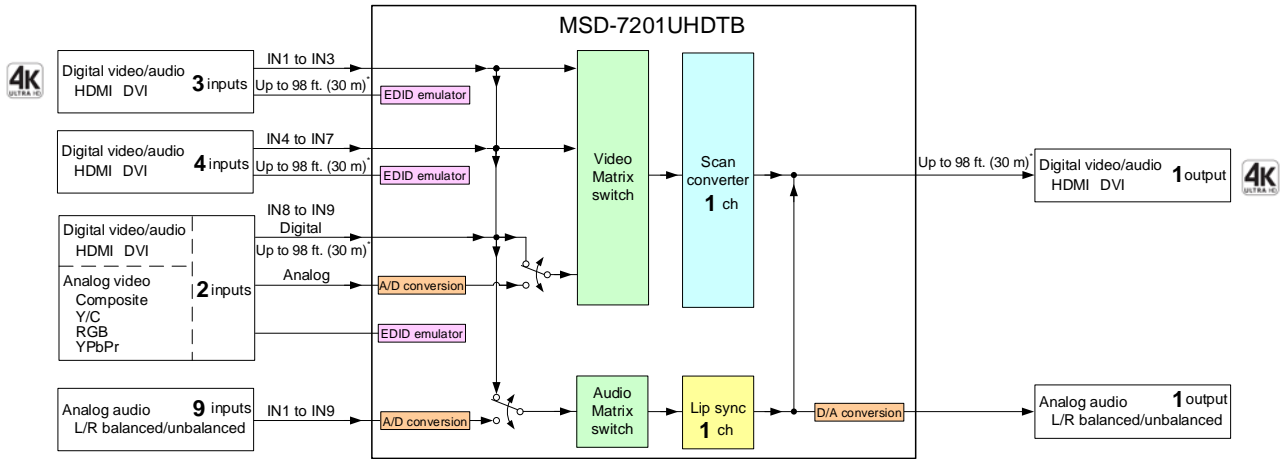 MSD-7201UHDTB
4K
ULTRA HD
Digital video/audio
HDMI DVI
3 inputs
IN1 to IN3
Up to 98 ft. (30 m)*
EDID emulator
Digital video/audio
HDMI DVI
4 inputs
IN4 to IN7
Up to 98 ft. (30 m)*
EDID emulator
Digital video/audio
HDMI DVI
Analog video
Composite
Y/C
RGB
YPbPr
2 inputs
IN8 to IN9
Digital
Up to 98 ft. (30 m)*
Analog
A/D conversion
EDID emulator
Analog audio
9 inputs
L/R balanced/unbalanced
IN1 to IN9
A/D conversion
Video
Matrix
switch
Scan
converter
1 ch
Audio
Matrix
switch
Lip sync
1 ch
D/A conversion
Up to 98 ft. (30 m)*
Digital video/audio
HDMI DVI
1 output
4K
ULTRA HD
Analog audio
1 output
L/R balanced/unbalanced